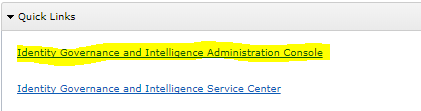 Quick Links
Identity Governance and Intelligence Administration Console
Identity Governance and Intelligence Service Center